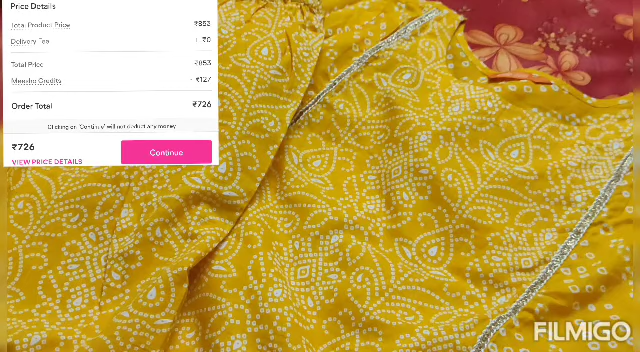 Price Details
Total Product Price ₹853
Delivery Fee ₹0
Total Price ₹853
Meesho Credits - ₹127
Order Total ₹726
Clicking on 'Continue' will not deduct any money
₹726
VIEW PRICE DETAILS
Continue
FILMIGO